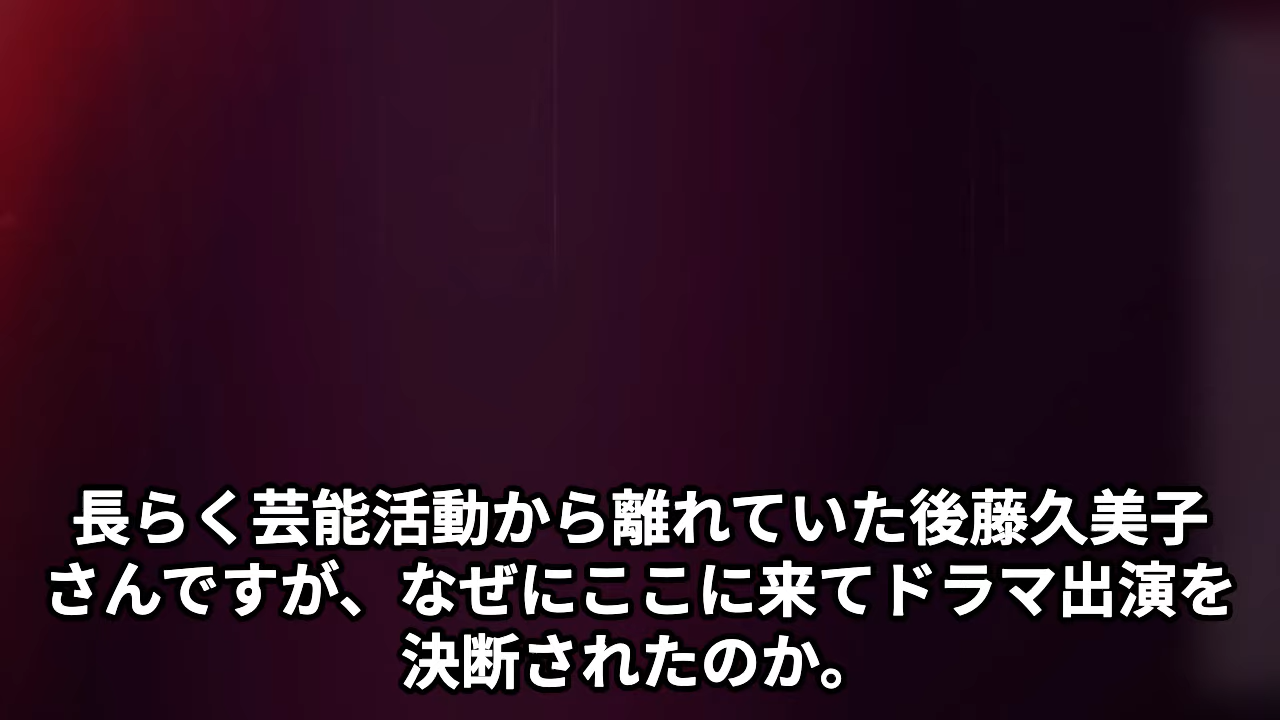 長らく芸能活動から離れていた後藤久美子
さんですが、なぜにここに来てドラマ出演を
決断されたのか。